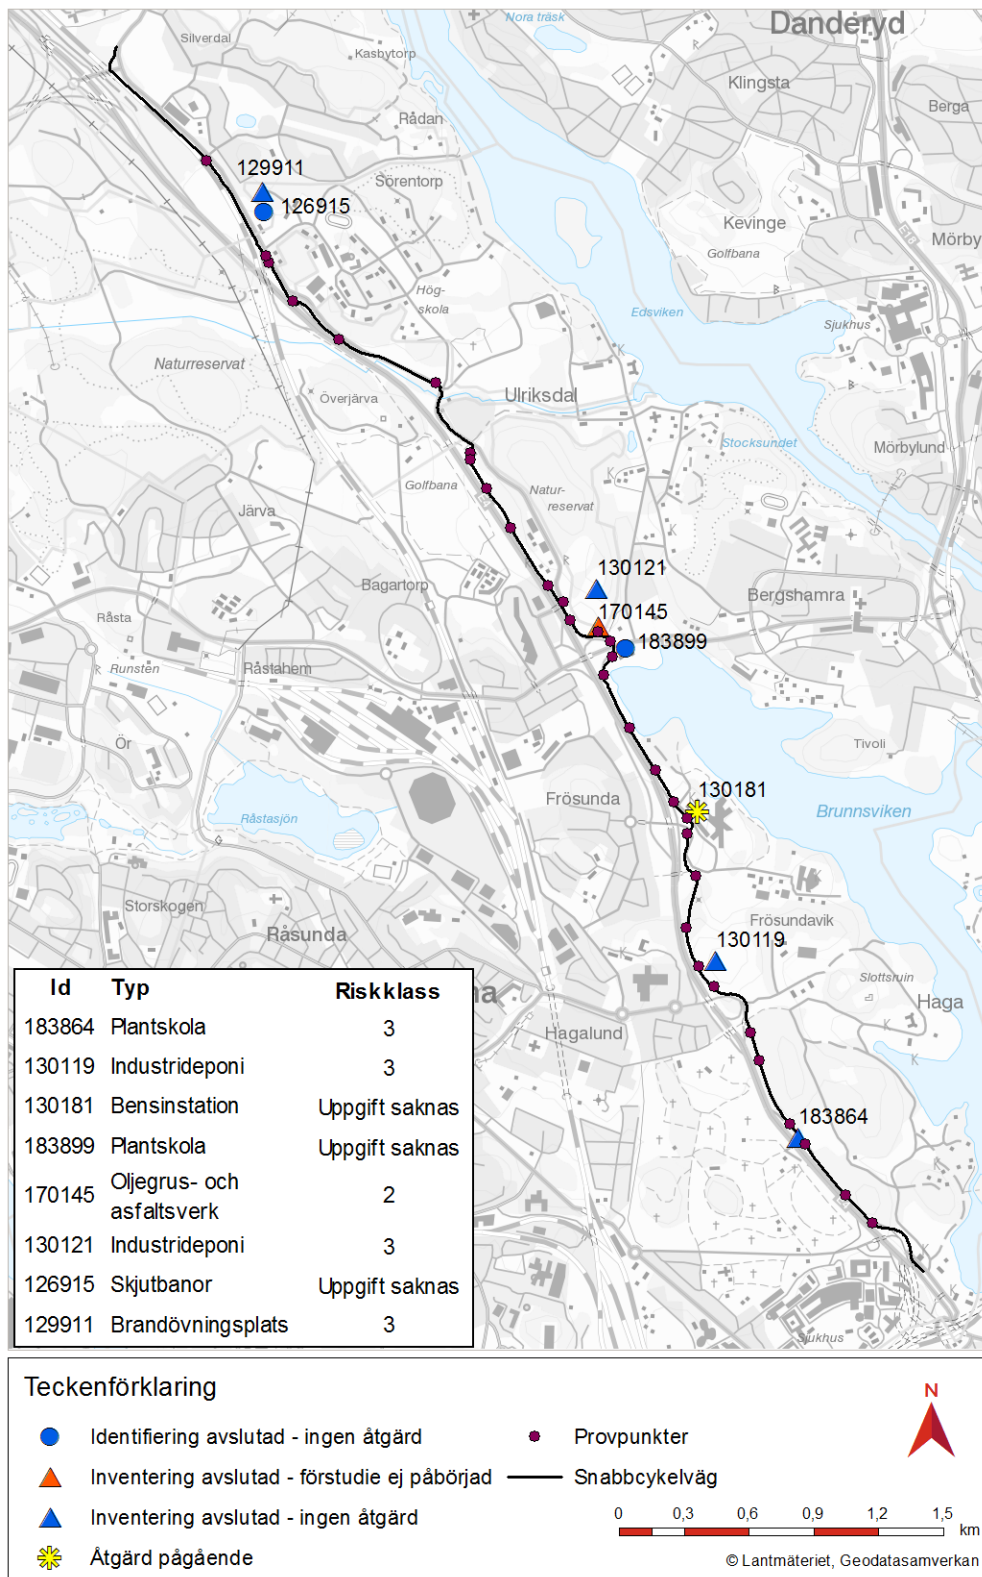 Danderyd
Nora träsk
Silverdal
Kasbytorp
Klingsta
Berga
Rådan
129911
Sörentorp
126915
Kevinge
Mörby
Golfbana
Hög-
skola
Edsviken
Sjukhus
Naturreservat
Överjärva
Ulriksdal
Stocksundet
Mörbylund
Golfbana
Natur-
reservat
Järva
130121
Bagartorp
Bergshamra
170145
Råsta
183899
Runsten
Råstahem
Ör
Tivoli
130181
Frösunda
Brunnsviken
Råstasjön
Storskogen
Frösundavik
Råsunda
130119
Slottsruin
Haga
na
Hagalund
183864
Sjukhus
Id Typ Riskklass
183864 Plantskola 3
130119 Industrideponi 3
130181 Bensinstation Uppgift saknas
183899 Plantskola Uppgift saknas
170145 Oljegrus- och 2
asfaltsverk
130121 Industrideponi 3
126915 Skjutbanor Uppgift saknas
129911 Brandövningsplats 3
Teckenförklaring
N
Identifiering avslutad - ingen åtgärd
Provpunkter
Inventering avslutad - förstudie ej påbörjad
Snabbcykelväg
Inventering avslutad - ingen åtgärd
0 0,3 0,6 0,9 1,2 1,5
km
Åtgärd pågående
© Lantmäteriet, Geodatasamverkan